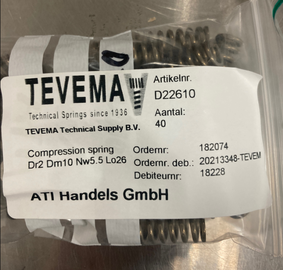 TEVEMA
Technical Springs since 1936
TEVEMA Technical Supply B.V.
Artikelnr.
D22610
Aantal:
40
Compression spring
Dr2 Dm10 Nw5.5 Lo26
Ordernr: 182074
Ordernr. deb.: 20213348-TEVEM
Debiteurnr: 18228
ATI Handels GmbH